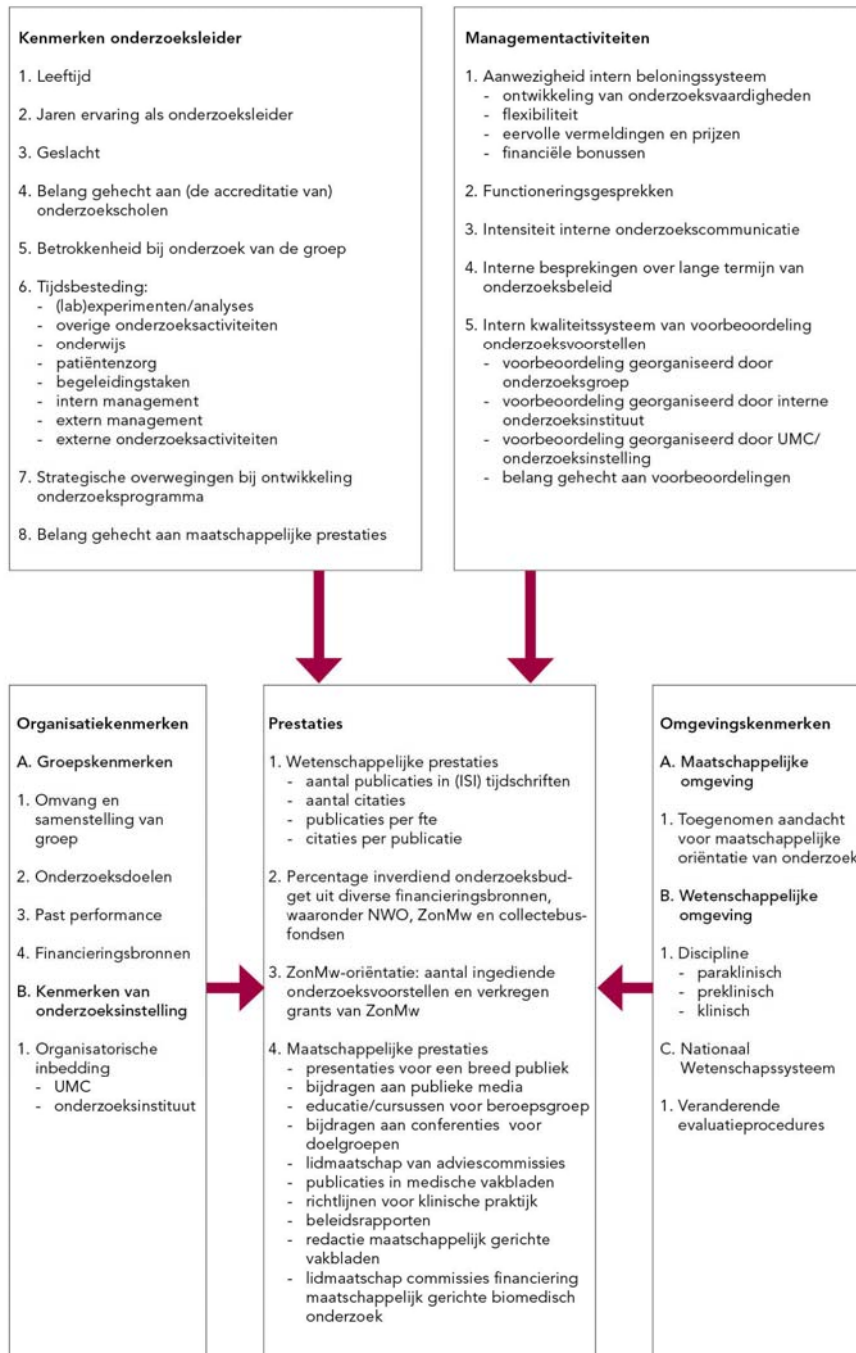 Kenmerken onderzoeksleider
1. Leeftijd
2. Jaren ervaring als onderzoeksleider
3. Geslacht
4. Belang gehecht aan (de accreditatie van)
onderzoekscholen
5. Betrokkenheid bij onderzoek van de groep
6. Tijdsbesteding:
- (lab)experimenten/analyses
- overige onderzoeksactiviteiten
- onderwijs
- patiëntenzorg
- begeleidingstaken
- intern management
- extern management
- externe onderzoeksactiviteiten
7. Strategische overwegingen bij ontwikkeling
onderzoeksprogramma
8. Belang gehecht aan maatschappelijke prestaties
Managementactiviteiten
1. Aanwezigheid intern beloningssysteem
- ontwikkeling van onderzoeksvaardigheden
- flexibiliteit
- eervolle vermeldingen en prijzen
- financiële bonussen
2. Functioneringsgesprekken
3. Intensiteit interne onderzoekscommunicatie
4. Interne besprekingen over lange termijn van
onderzoeksbeleid
5. Intern kwaliteitssysteem van voorbeoordeling
onderzoeksvoorstellen
- voorbeoordeling georganiseerd door
onderzoeksgroep
- voorbeoordeling georganiseerd door interne
onderzoeksinstituut
- voorbeoordeling georganiseerd door UMC/
onderzoeksinstelling
- belang gehecht aan voorbeoordelingen
Organisatiekenmerken
A. Groepskenmerken
1. Omvang en
samenstelling van
groep
2. Onderzoeksdoelen
3. Past performance
4. Financieringsbronnen
B. Kenmerken van
onderzoeksinstelling
1. Organisatorische
inbedding
- UMC
- onderzoeksinstituut
Prestaties
1. Wetenschappelijke prestaties
- aantal publicaties in (ISI) tijdschriften
- aantal citaties
- publicaties per fte
- citaties per publicatie
2. Percentage inverdiend onderzoeksbud-
get uit diverse financieringsbronnen,
waaronder NWO, ZonMw en collectebus-
fondsen
3. ZonMw-oriëntatie: aantal ingediende
onderzoeksvoorstellen en verkregen
grants van ZonMw
4. Maatschappelijke prestaties
- presentaties voor een breed publiek
- bijdragen aan publieke media
- educatie/cursussen voor beroepsgroep
- bijdragen aan conferenties voor
doelgroepen
- lidmaatschap van adviescommissies
- publicaties in medische vakbladen
- richtlijnen voor klinische praktijk
- beleidsrapporten
- redactie maatschappelijk gerichte
vakbladen
- lidmaatschap commissies financiering
maatschappelijk gerichte biomedisch
onderzoek
Omgevingskenmerken
A. Maatschappelijke
omgeving
1. Toegenomen aandacht
voor maatschappelijke
oriëntatie van onderzoek
B. Wetenschappelijke
omgeving
1. Discipline
- paraklinisch
- preklinisch
- klinisch
C. Nationaal
Wetenschapssysteem
1. Veranderende
evaluatieprocedures